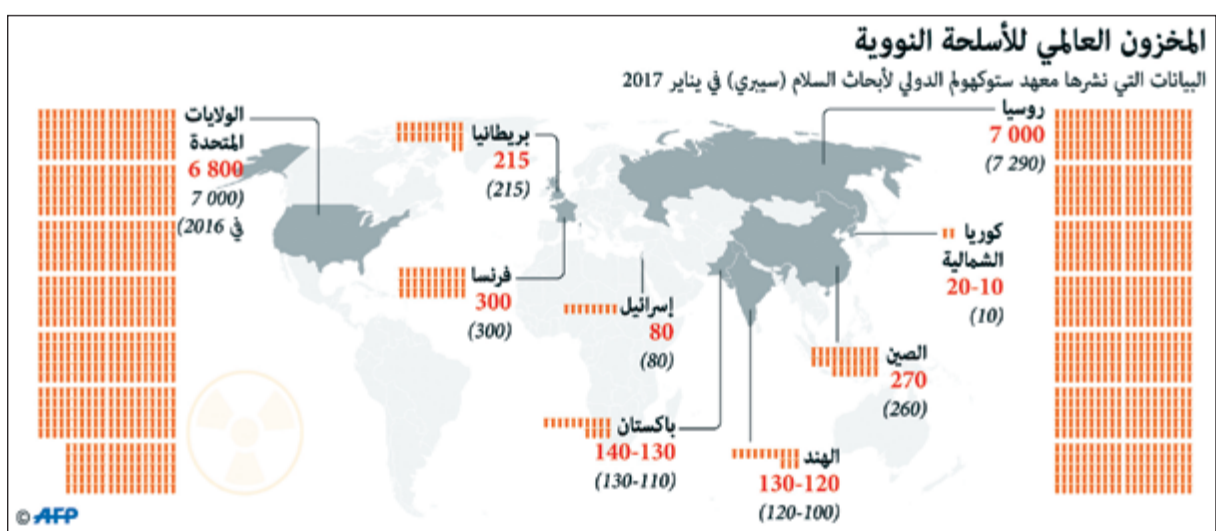 المخزون العالمي للأسلحة النووية
البيانات التي نشرها معهد ستوكهولم الدولي لأبحاث السلام (سيبري) في يناير 2017
روسيا
7 000
(7 290)
كوريا
الشمالية
20-10
(10)
الصين
270
(260)
الهند
130-120
(120-100)
باكستان
140-130
(130-110)
إسرائيل
80
(80)
بريطانيا
215
(215)
فرنسا
300
(300)
الولايات
المتحدة
6 800
(7 000
في 2016)
© AFP